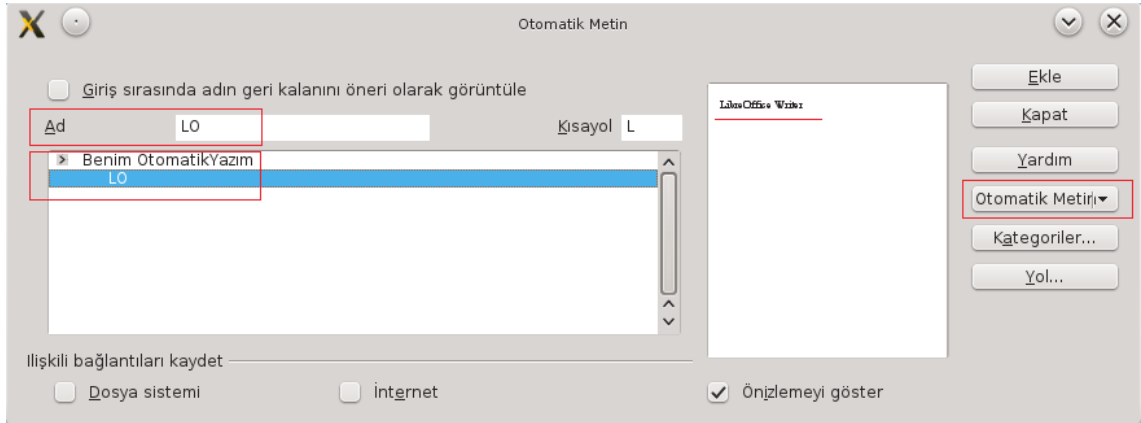 Otomatik Metin
Giriş sırasında adın geri kalanını öneri olarak görüntüle
Ad LO Kısayol L
Benim OtomatikYazım
LO
LibreOffice Writer
Ekle
Kapat
Yardım
Otomatik Metin
Kategoriler...
Yol...
Ilişkili bağlantıları kaydet
Dosya sistemi İnternet Önizlemeyi göster